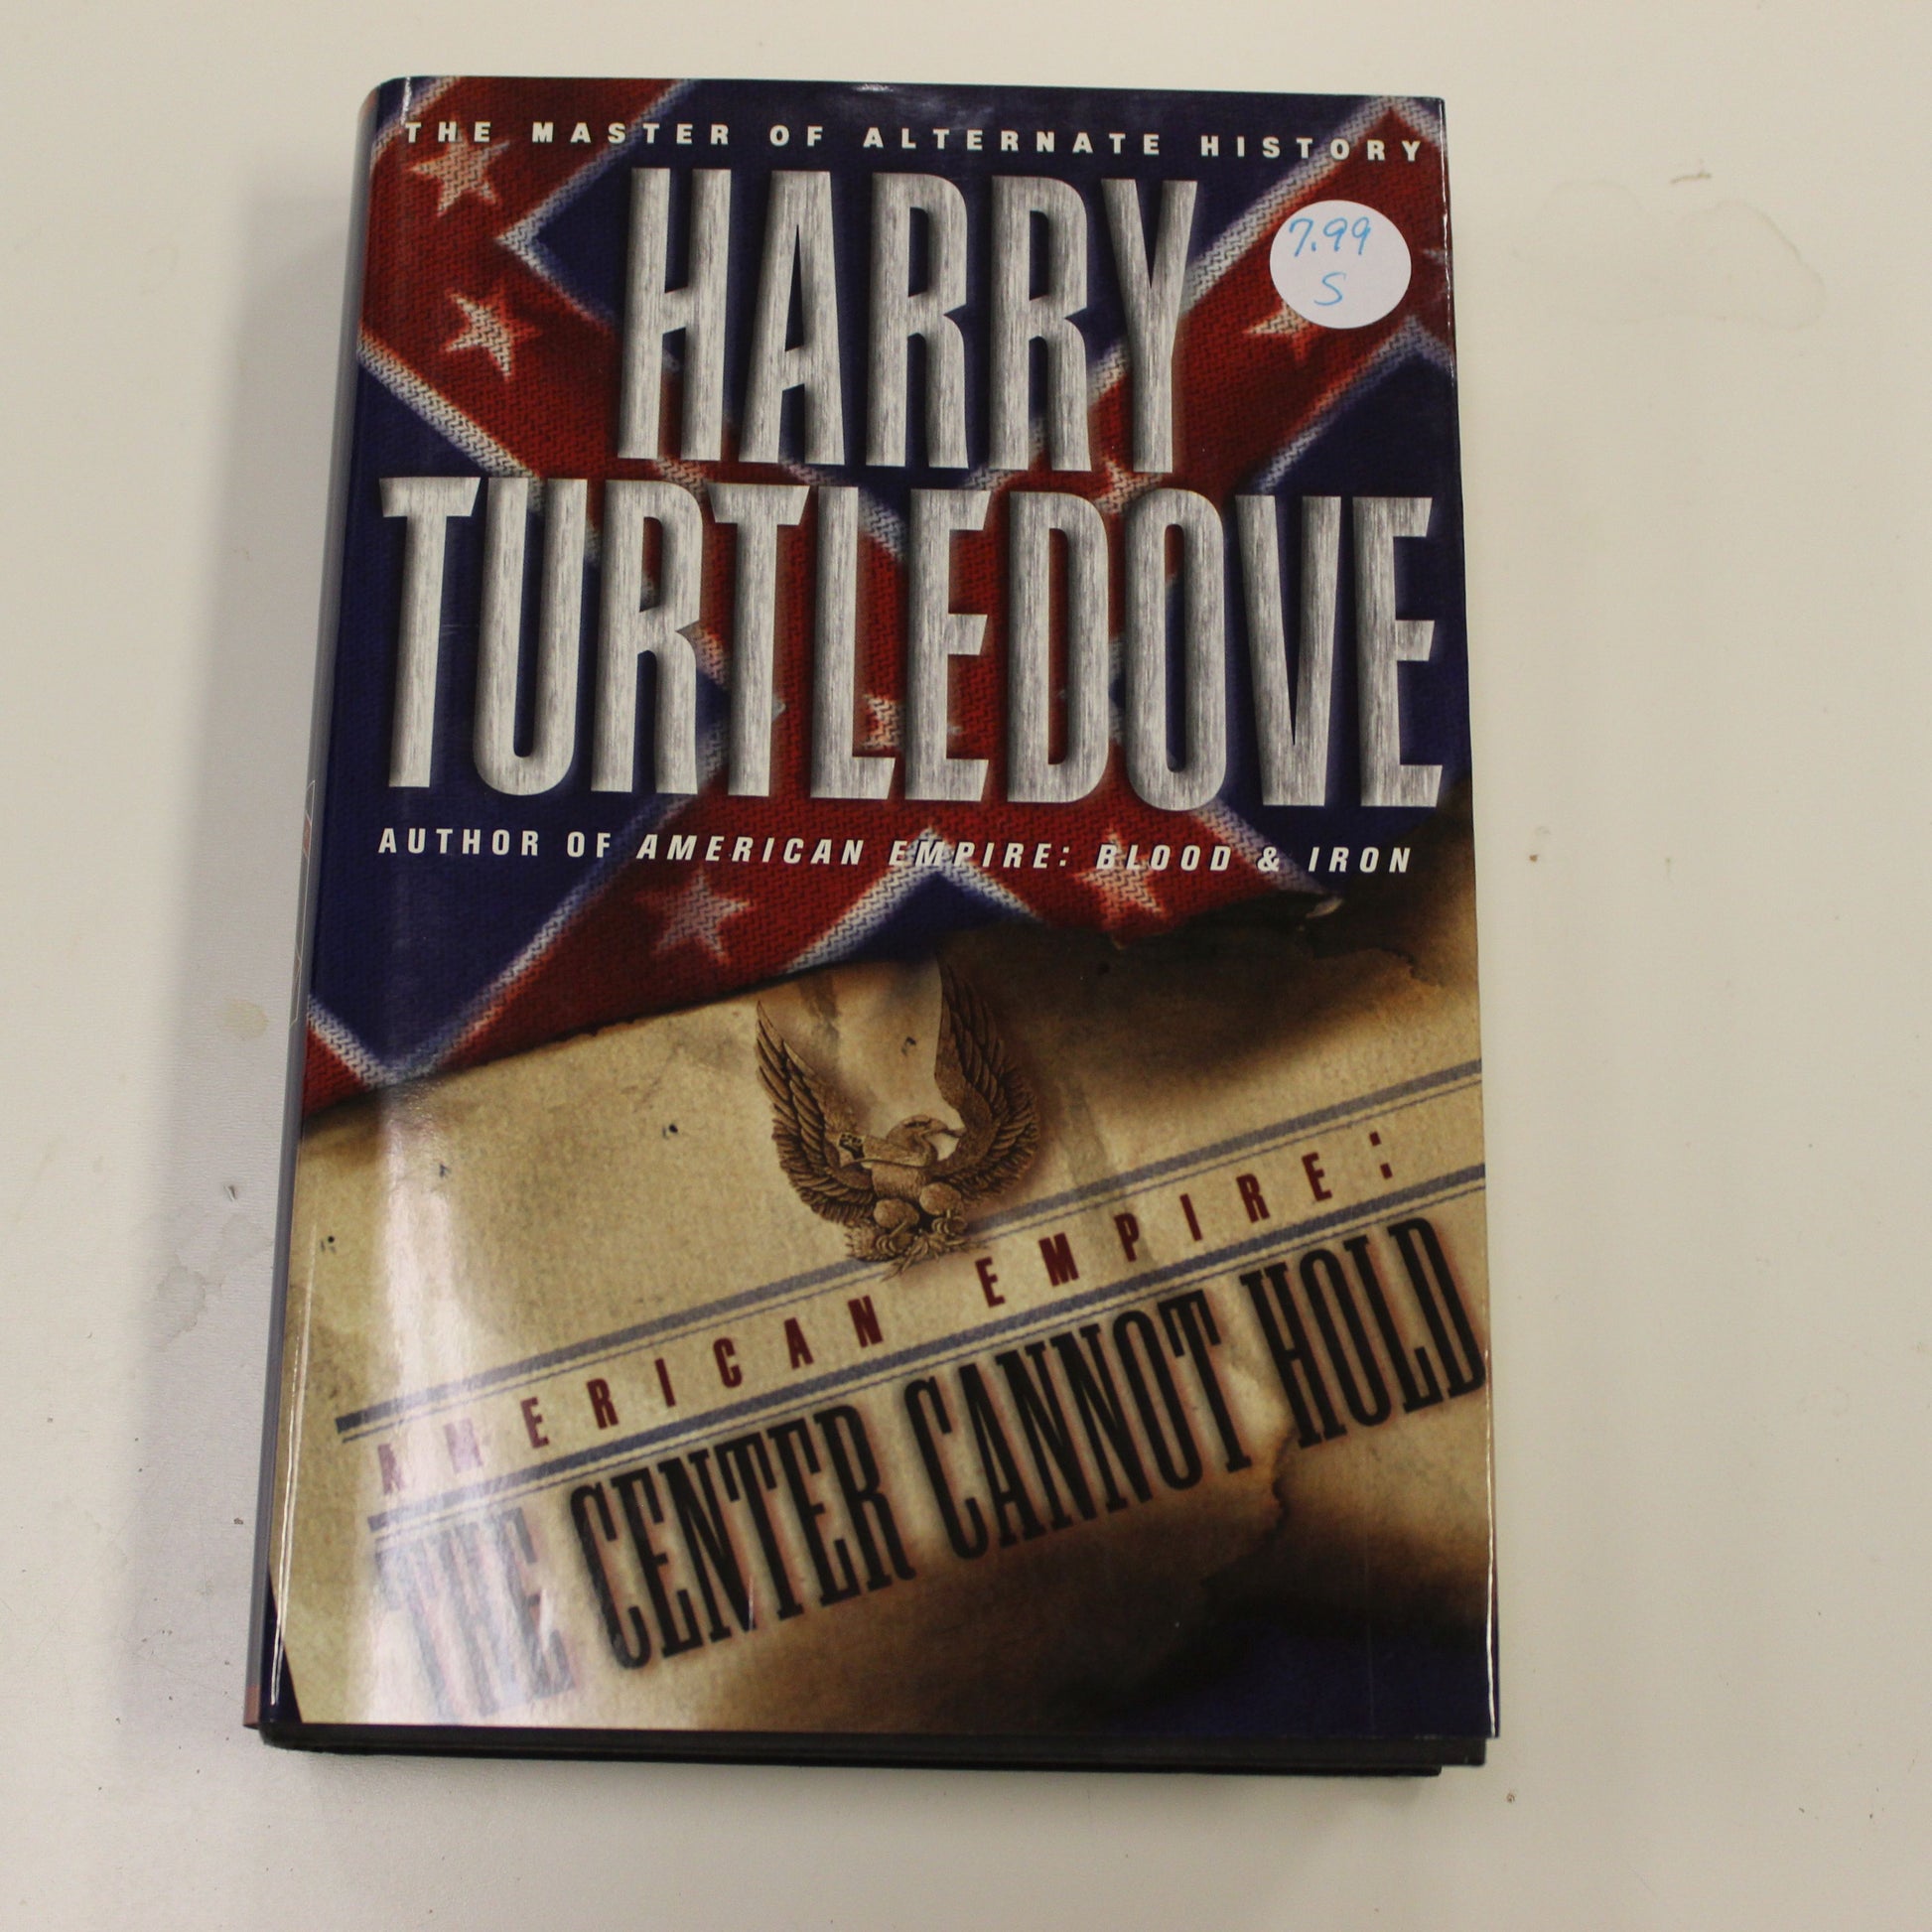 THE MASTER OF ALTERNATE HISTORY
HARRY
7.99
S
TURTLEDOVE
AUTHOR OF AMERICAN EMPIRE: BLOOD & IRON
AMERICAN EMPIRE:
THE CENTER CANNOT HOLD